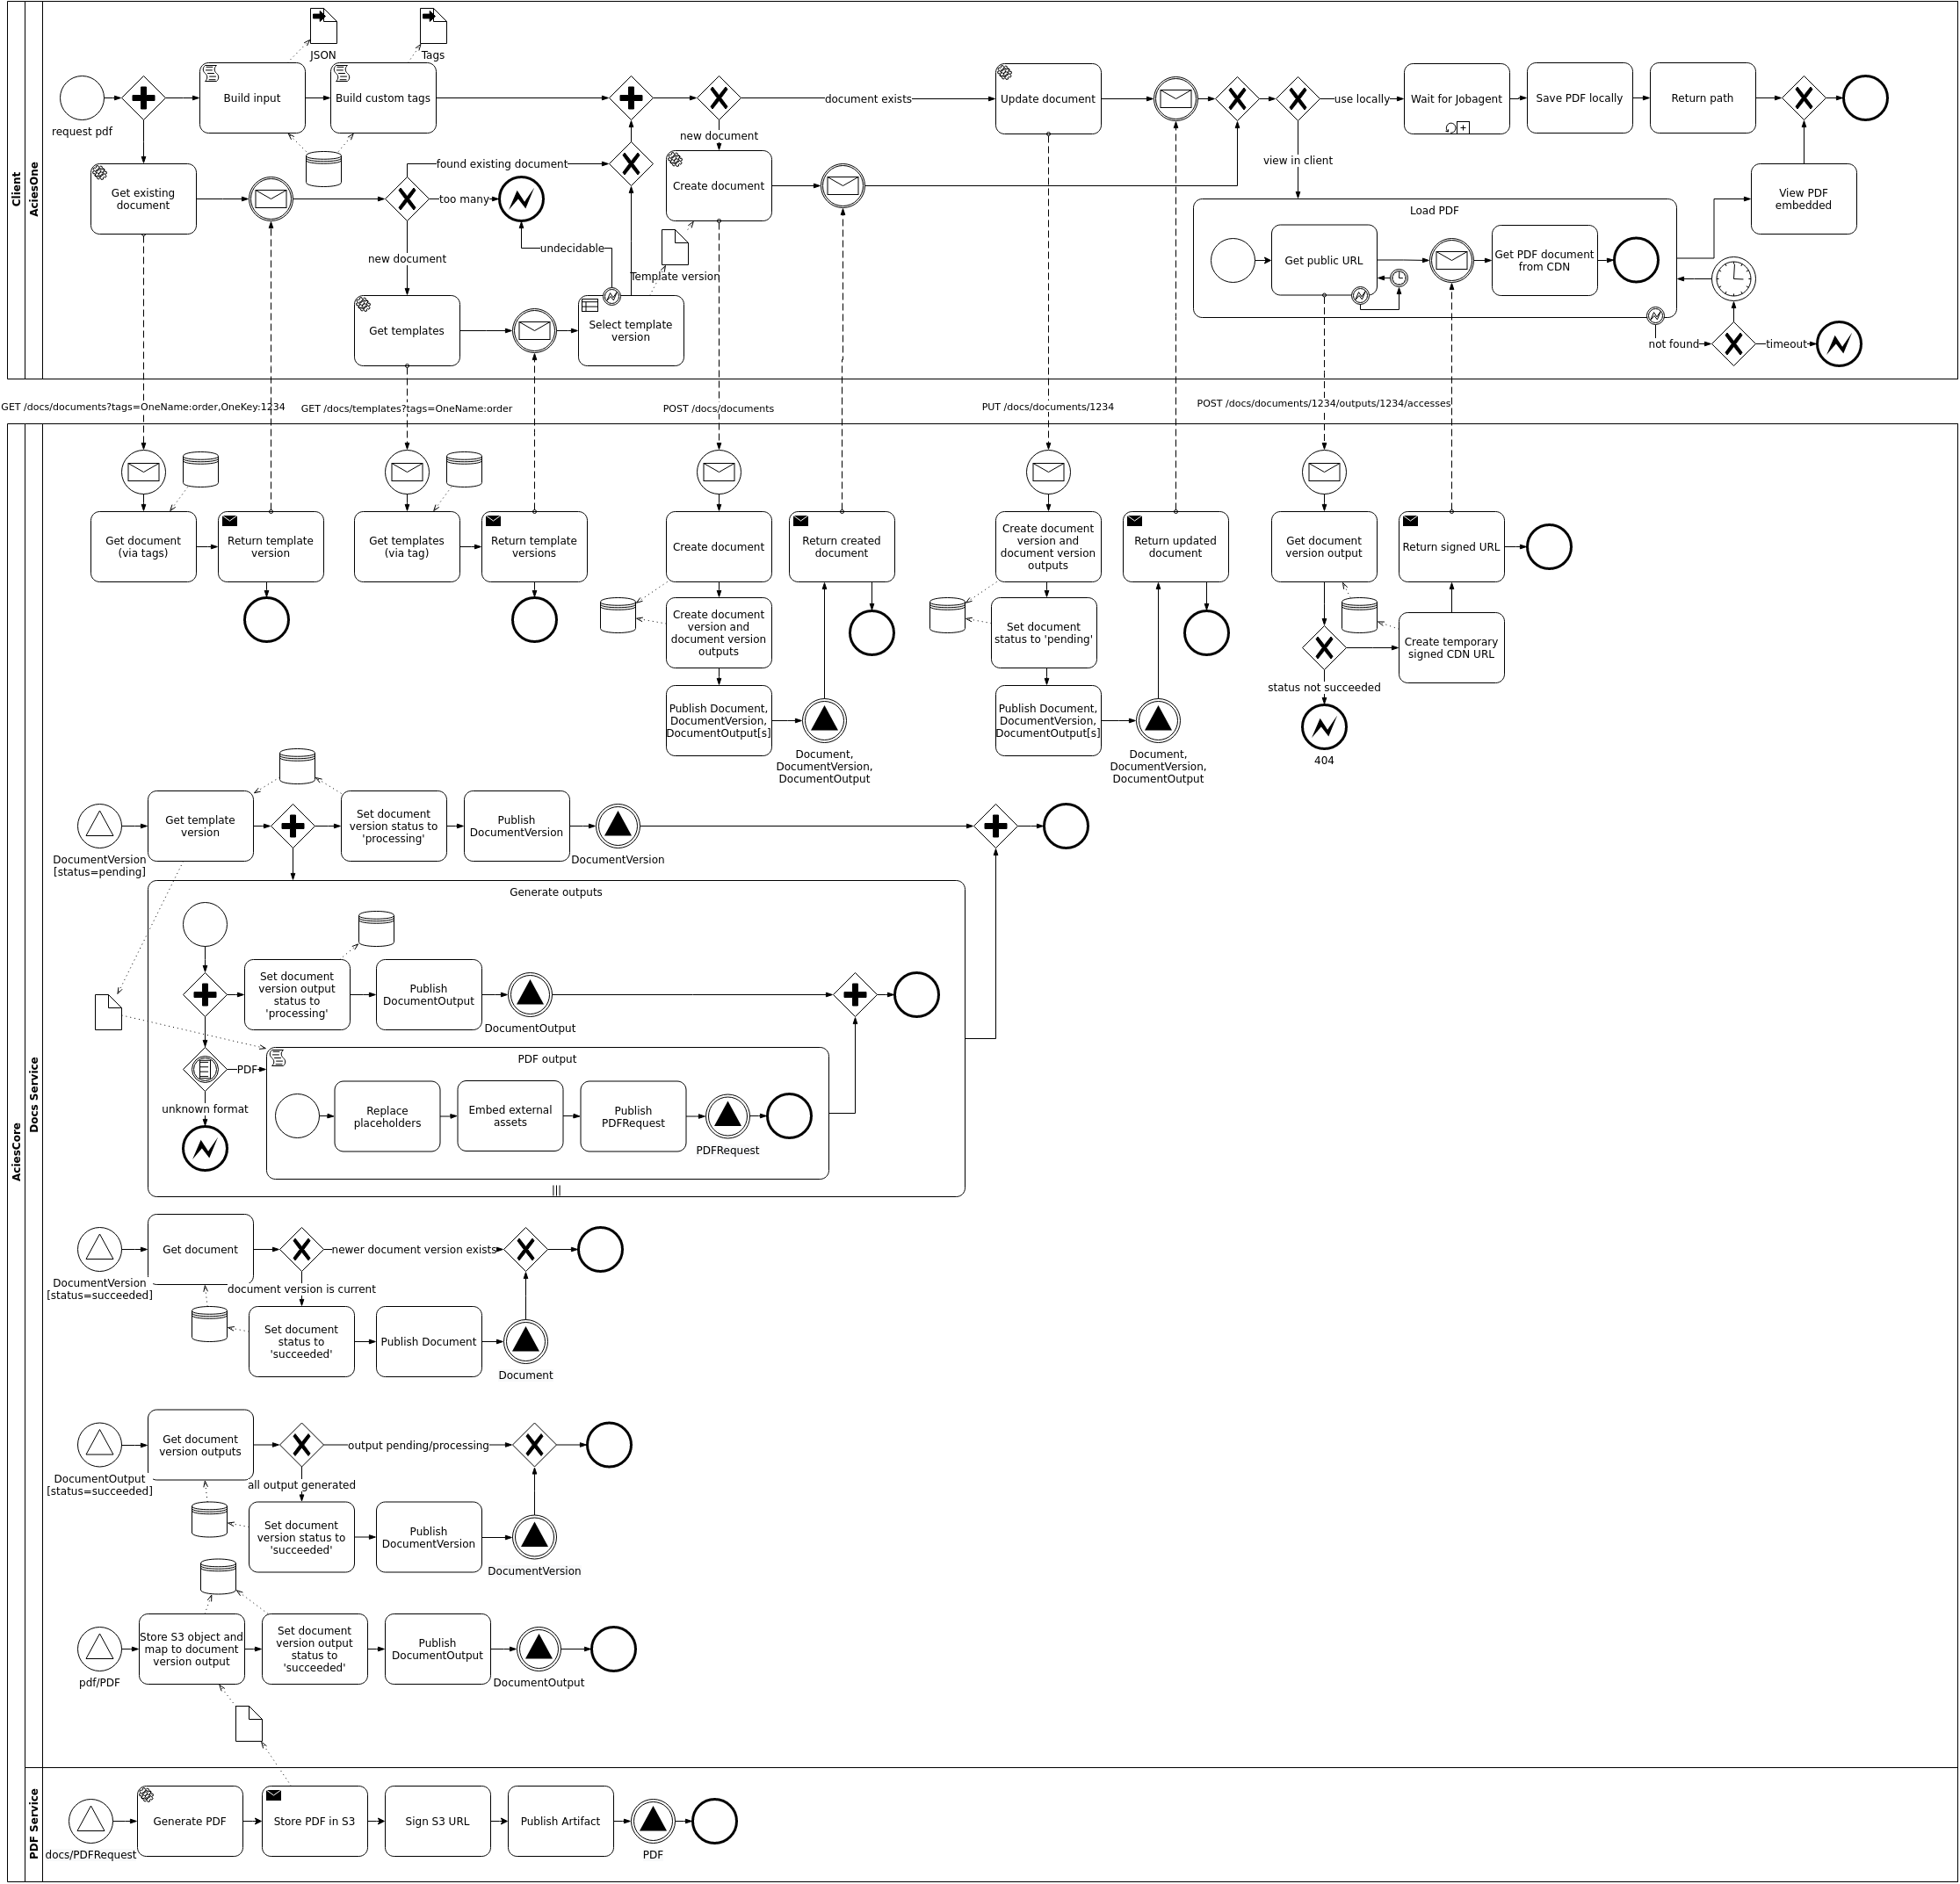 JSON
Tags
Build input
Build custom tags
request pdf
document exists
Update document
use locally
Wait for Jobagent
Save PDF locally
Return path
new document
Client
AciesOne
Get existing
document
found existing document
too many
Create document
view in client
View PDF
embedded
Load PDF
undecidable
new document
Template version
Get public URL
Get PDF document
from CDN
Get templates
Select template
version
not found
timeout
GET /docs/documents?tags=OneName:order,OneKey:1234
GET /docs/templates?tags=OneName:order
POST /docs/documents
PUT /docs/documents/1234
POST /docs/documents/1234/outputs/1234/accesses
Get document
(via tags)
Return template
version
Get templates
(via tag)
Return template
versions
Create document
Return created
document
Create document
version and
document version
outputs
Return updated
document
Get document
version output
Return signed URL
Create document
version and
document version
outputs
Set document
status to 'pending'
Create temporary
signed CDN URL
status not succeeded
Publish Document,
DocumentVersion,
DocumentOutput[s]
Document,
DocumentVersion,
DocumentOutput
Publish Document,
DocumentVersion,
DocumentOutput[s]
Document,
DocumentVersion,
DocumentOutput
404
Get template
version
Set document
version status to
'processing'
Publish
DocumentVersion
DocumentVersion
[status=pending]
DocumentVersion
Generate outputs
Set document
version output
status to
'processing'
Publish
DocumentOutput
DocumentOutput
AciesCore
Docs Service
PDF
PDF output
unknown format
Replace
placeholders
Embed external
assets
Publish
PDFRequest
PDFRequest
Get document
newer document version exists
DocumentVersion
[status=succeeded]
document version is current
Set document
status to
'succeeded'
Publish Document
Document
Get document
version outputs
output pending/processing
DocumentOutput
[status=succeeded]
all output generated
Set document
version status to
'succeeded'
Publish
DocumentVersion
DocumentVersion
Store S3 object and
map to document
version output
Set document
version output
status to
'succeeded'
Publish
DocumentOutput
pdf/PDF
DocumentOutput
PDF Service
Generate PDF
Store PDF in S3
Sign S3 URL
Publish Artifact
docs/PDFRequest
PDF